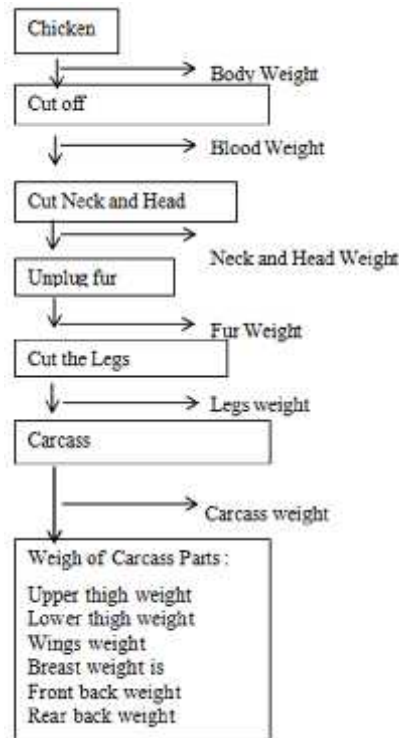 Chicken
Body Weight
Cut off
Blood Weight
Cut Neck and Head
Neck and Head Weight
Unplug fur
Fur Weight
Cut the Legs
Legs weight
Carcass
Carcass weight
Weigh of Carcass Parts :
Upper thigh weight
Lower thigh weight
Wings weight
Breast weight is
Front back weight
Rear back weight